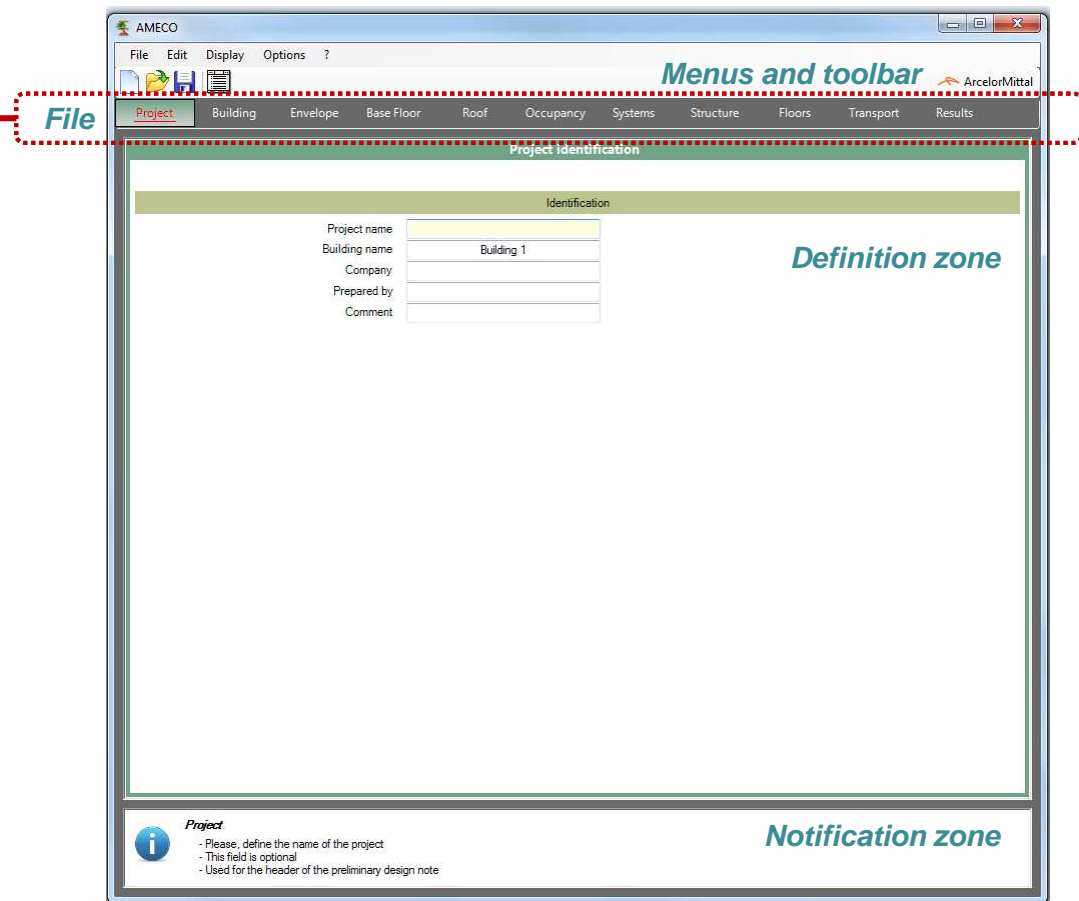 AMECO
File Edit Display Options ?
Menus and toolbar
ArcelorMittal
File
Project Building Envelope Base Floor Roof Occupancy Systems Structure Floors Transport Results
Project identification
Identification
Project name
Building name Building 1
Definition zone
Company
Prepared by
Comment
Project
- Please, define the name of the project
- This field is optional
- Used for the header of the preliminary design note
Notification zone